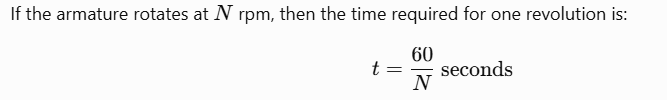 If the armature rotates at N rpm, then the time required for one revolution is:
t = 60/N seconds